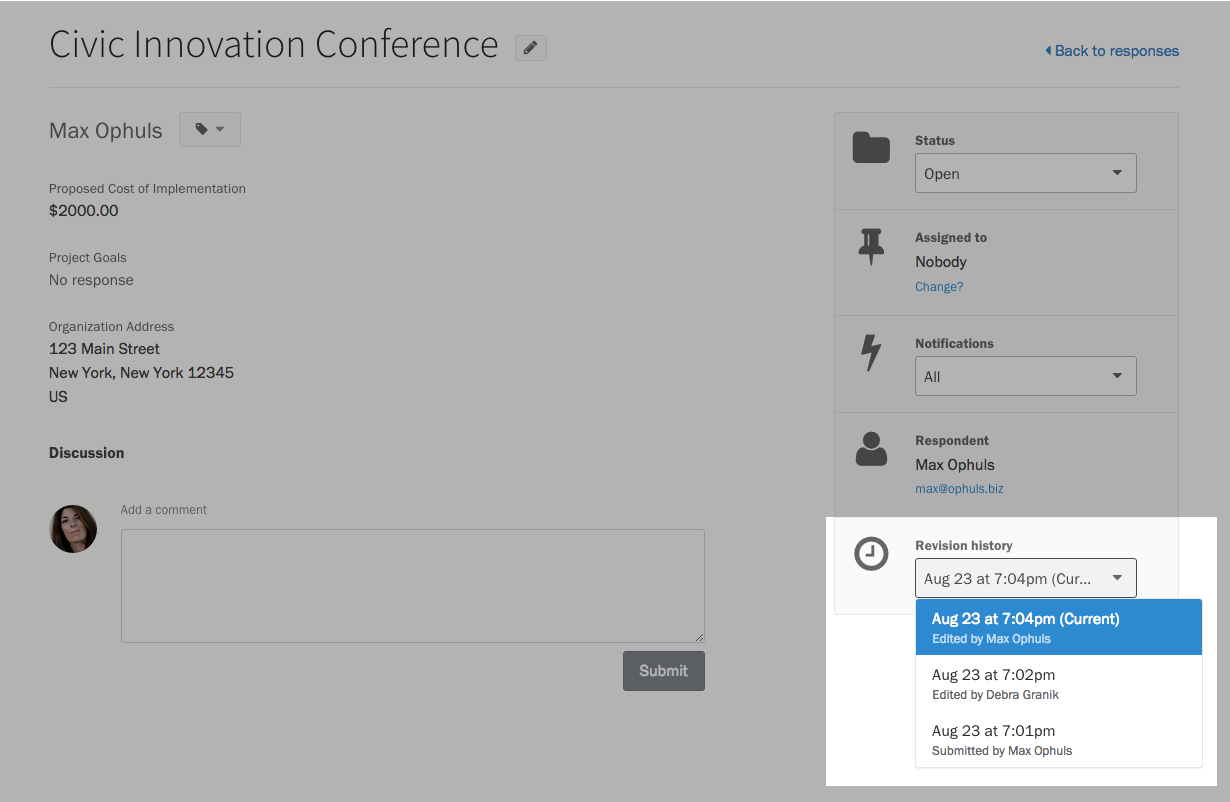 Civic Innovation Conference
Back to responses
Max Ophuls
Proposed Cost of Implementation
$2000.00
Project Goals
No response
Organization Address
123 Main Street
New York, New York 12345
US
Discussion
Add a comment
Submit
Status
Open
Assigned to
Nobody
Change?
Notifications
All
Respondent
Max Ophuls
max@ophuls.biz
Revision history
Aug 23 at 7:04pm (Cur...
Aug 23 at 7:04pm (Current)
Edited by Max Ophuls
Aug 23 at 7:02pm
Edited by Debra Granik
Aug 23 at 7:01pm
Submitted by Max Ophuls